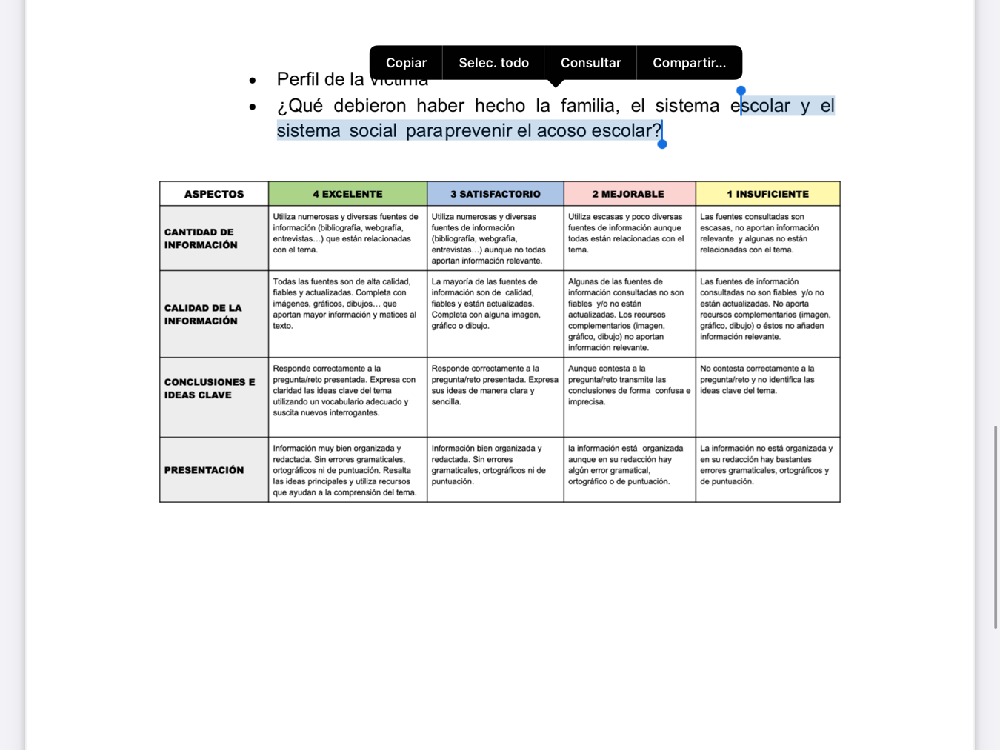 Copiar Selec. todo Consultar Compartir...
• Perfil de la víctima
• ¿Qué debieron haber hecho la familia, el sistema escolar y el
sistema social para prevenir el acoso escolar?
ASPECTOS
4 EXCELENTE
3 SATISFACTORIO
2 MEJORABLE
1 INSUFICIENTE
CANTIDAD DE
INFORMACIÓN
Utiliza numerosas y diversas fuentes de
información (bibliografía, webgrafía,
entrevistas...) que están relacionadas
con el tema.
Utiliza numerosas y diversas
fuentes de información
(bibliografía, webgrafía,
entrevistas...) aunque no todas
aportan información relevante.
Utiliza escasas y poco diversas
fuentes de información aunque
todas están relacionadas con el
tema.
Las fuentes consultadas son
escasas, no aportan información
relevante y algunas no están
relacionadas con el tema.
CALIDAD DE LA
INFORMACIÓN
Todas las fuentes son de alta calidad,
fiables y actualizadas. Completa con
imágenes, gráficos, dibujos... que
aportan mayor información y matices al
texto.
La mayoría de las fuentes de
información son de calidad,
fiables y están actualizadas.
Completa con alguna imagen,
gráfico o dibujo.
Algunas de las fuentes de
información consultadas no son
fiables y/o no están
actualizadas. Los recursos
complementarios (imagen,
gráfico, dibujo) no aportan
información relevante.
Las fuentes de información
consultadas no son fiables y/o no
están actualizadas. No aporta
recursos complementarios (imagen,
gráfico, dibujo) o éstos no añaden
información relevante.
CONCLUSIONES E
IDEAS CLAVE
Responde correctamente a la
pregunta/reto presentada. Expresa con
claridad las ideas clave del tema
utilizando un vocabulario adecuado y
suscita nuevos interrogantes.
Responde correctamente a la
pregunta/reto presentada. Expresa
sus ideas de manera clara y
sencilla.
Aunque contesta a la
pregunta/reto transmite las
conclusiones de forma confusa e
imprecisa.
No contesta correctamente a la
pregunta/reto y no identifica las
ideas clave del tema.
PRESENTACIÓN
Información muy bien organizada y
redactada. Sin errores gramaticales,
ortográficos ni de puntuación. Resalta
las ideas principales y utiliza recursos
que ayudan a la comprensión del tema.
Información bien organizada y
redactada. Sin errores
gramaticales, ortográficos ni de
puntuación.
la información está organizada
aunque en su redacción hay
algún error gramatical,
ortográfico o de puntuación.
La información no está organizada y
en su redacción hay bastantes
errores gramaticales, ortográficos y
de puntuación.